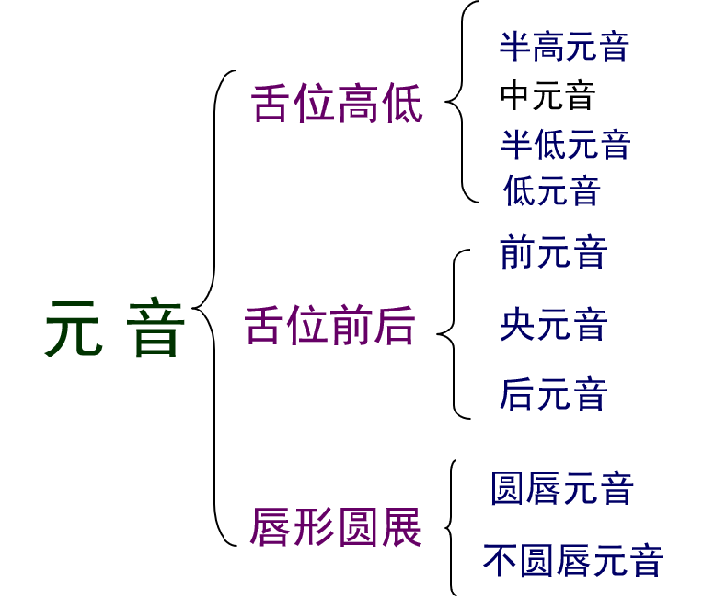 元 音
舌位高低
半高元音
中元音
半低元音
低元音
舌位前后
前元音
央元音
后元音
唇形圆展
圆唇元音
不圆唇元音